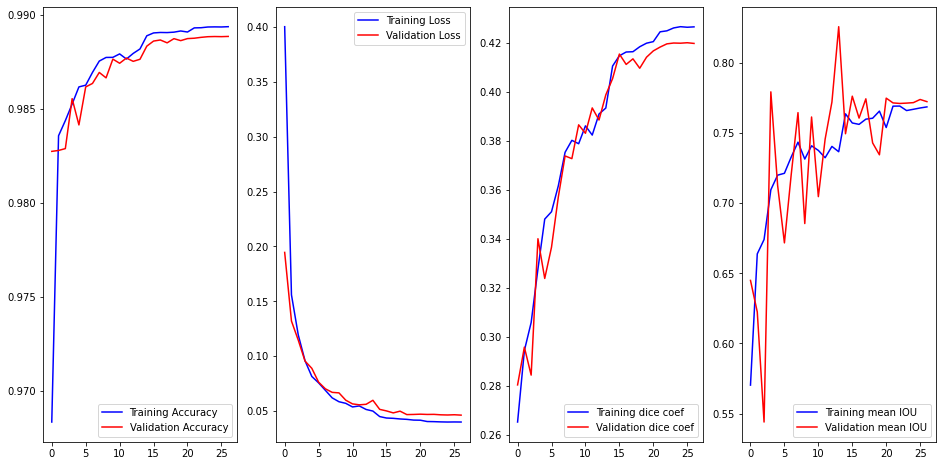 0.990
0.985
0.980
0.975
0.970
0 5 10 15 20 25
Training Accuracy
Validation Accuracy
0.40
0.35
0.30
0.25
0.20
0.15
0.10
0.05
0 5 10 15 20 25
Training Loss
Validation Loss
0.42
0.40
0.38
0.36
0.34
0.32
0.30
0.28
0.26
0 5 10 15 20 25
Training dice coef
Validation dice coef
0.80
0.75
0.70
0.65
0.60
0.55
0 5 10 15 20 25
Training mean IOU
Validation mean IOU